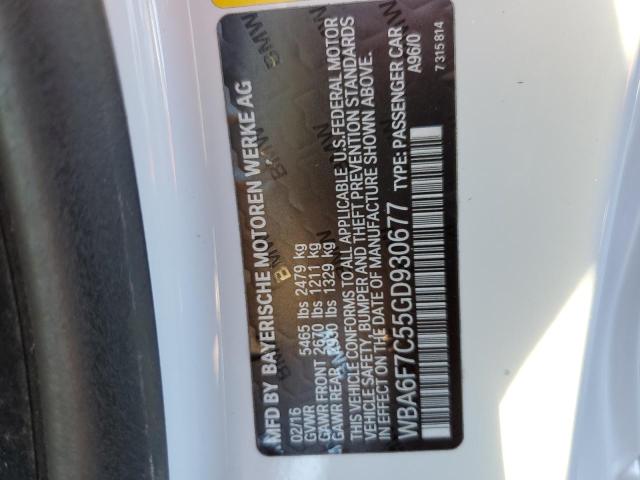 MFD BY BAYERISCHE MOTOREN WERKE AG
02/16
GVWR 5465 lbs 2479 kg
GAWR FRONT 2670 lbs 1211 kg
GAWR REAR 2930 lbs 1329 kg
THIS VEHICLE CONFORMS TO ALL APPLICABLE U.S.FEDERAL MOTOR
VEHICLE SAFETY, BUMPER AND THEFT PREVENTION STANDARDS
IN EFFECT ON THE DATE OF MANUFACTURE SHOWN ABOVE.
WBA6F7C55GD930677 TYPE: PASSENGER CAR
A96/0
7 315 814
BMW